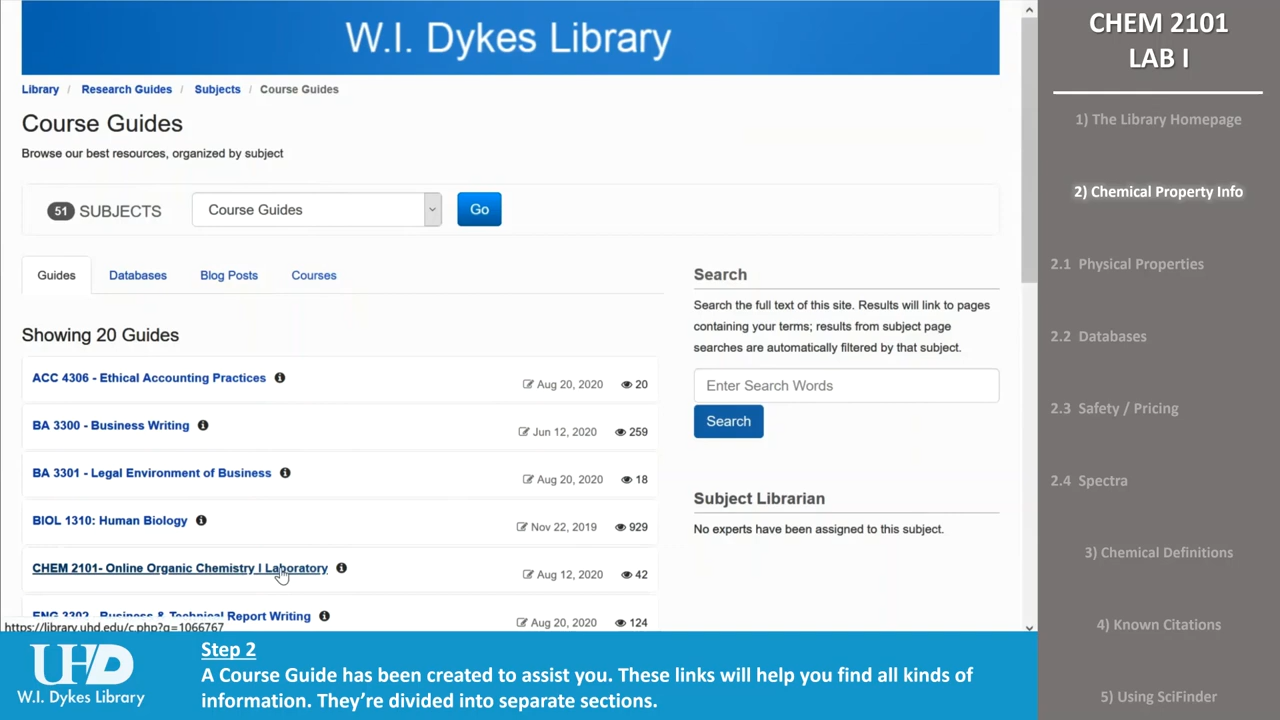 W.I. Dykes Library
Library / Research Guides / Subjects / Course Guides
Course Guides
Browse our best resources, organized by subject
51 SUBJECTS Course Guides Go
Guides Databases Blog Posts Courses
Showing 20 Guides
ACC 4306 - Ethical Accounting Practices Aug 20, 2020 20
BA 3300 - Business Writing Jun 12, 2020 259
BA 3301 - Legal Environment of Business Aug 20, 2020 18
BIOL 1310: Human Biology Nov 22, 2019 929
CHEM 2101- Online Organic Chemistry I Laboratory Aug 12, 2020 42
ENG 3302 - Business & Technical Report Writing Aug 20, 2020 124
https://library.uhd.edu/c.php?g=1066767
Search
Search the full text of this site. Results will link to pages
containing your terms; results from subject page
searches are automatically filtered by that subject.
Enter Search Words
Search
Subject Librarian
No experts have been assigned to this subject.
CHEM 2101
LAB I
1) The Library Homepage
2) Chemical Property Info
2.1 Physical Properties
2.2 Databases
2.3 Safety / Pricing
2.4 Spectra
3) Chemical Definitions
4) Known Citations
5) Using SciFinder
UHD
W.I. Dykes Library
Step 2
A Course Guide has been created to assist you. These links will help you find all kinds of
information. They’re divided into separate sections.